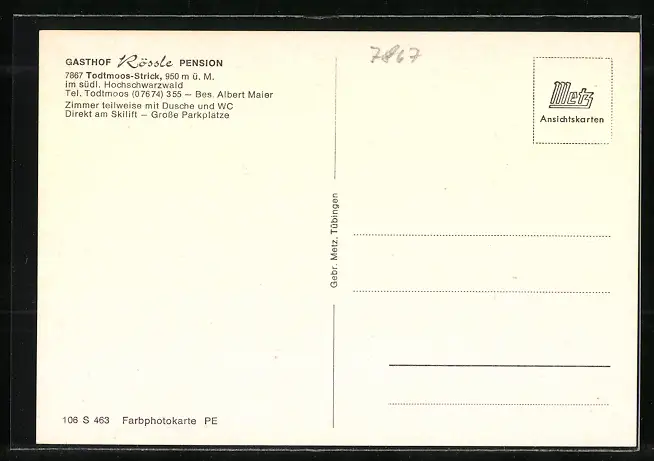 GASTHOF Rössle PENSION
7867 Todtmoos-Strick, 950 m ü. M.
im südl. Hochschwarzwald
Tel. Todtmoos (07674) 355 — Bes. Albert Maier
Zimmer teilweise mit Dusche und WC
Direkt am Skilift — Große Parkplätze
106 S 463 Farbphotokarte PE
Gebr. Metz, Tübingen
7867
Metz
Ansichtskarten